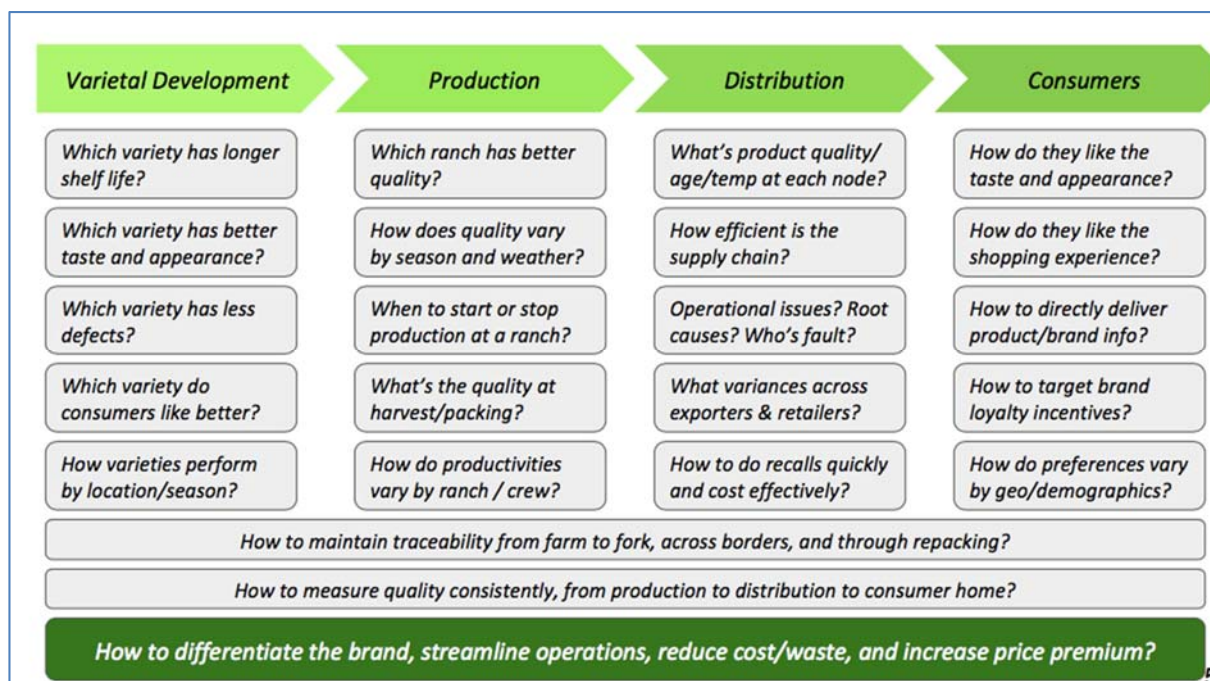 Varietal Development
Production
Distribution
Consumers
Which variety has longer
shelf life?
Which variety has better
taste and appearance?
Which variety has less
defects?
Which variety do
consumers like better?
How varieties perform
by location/season?
Which ranch has better
quality?
How does quality vary
by season and weather?
When to start or stop
production at a ranch?
What's the quality at
harvest/packing?
How do productivities
vary by ranch / crew?
What's product quality/
age/temp at each node?
How efficient is the
supply chain?
Operational issues? Root
causes? Who's fault?
What variances across
exporters & retailers?
How to do recalls quickly
and cost effectively?
How do they like the
taste and appearance?
How do they like the
shopping experience?
How to directly deliver
product/brand info?
How to target brand
loyalty incentives?
How do preferences vary
by geo/demographics?
How to maintain traceability from farm to fork, across borders, and through repacking?
How to measure quality consistently, from production to distribution to consumer home?
How to differentiate the brand, streamline operations, reduce cost/waste, and increase price premium?